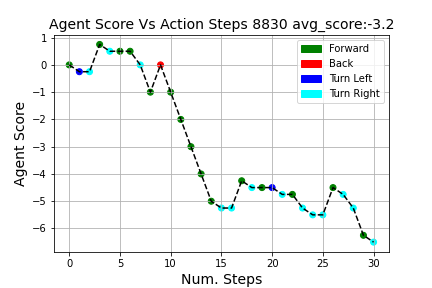 Agent Score Vs Action Steps 8830 avg_score:-3.2
Agent Score
1
0
−1
−2
−3
−4
−5
−6
Forward
Back
Turn Left
Turn Right
0 5 10 15 20 25 30
Num. Steps